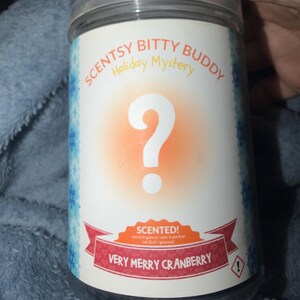 SCENTSY BITTY BUDDY
Holiday Mystery
?
SCENTED!
VERY MERRY CRANBERRY